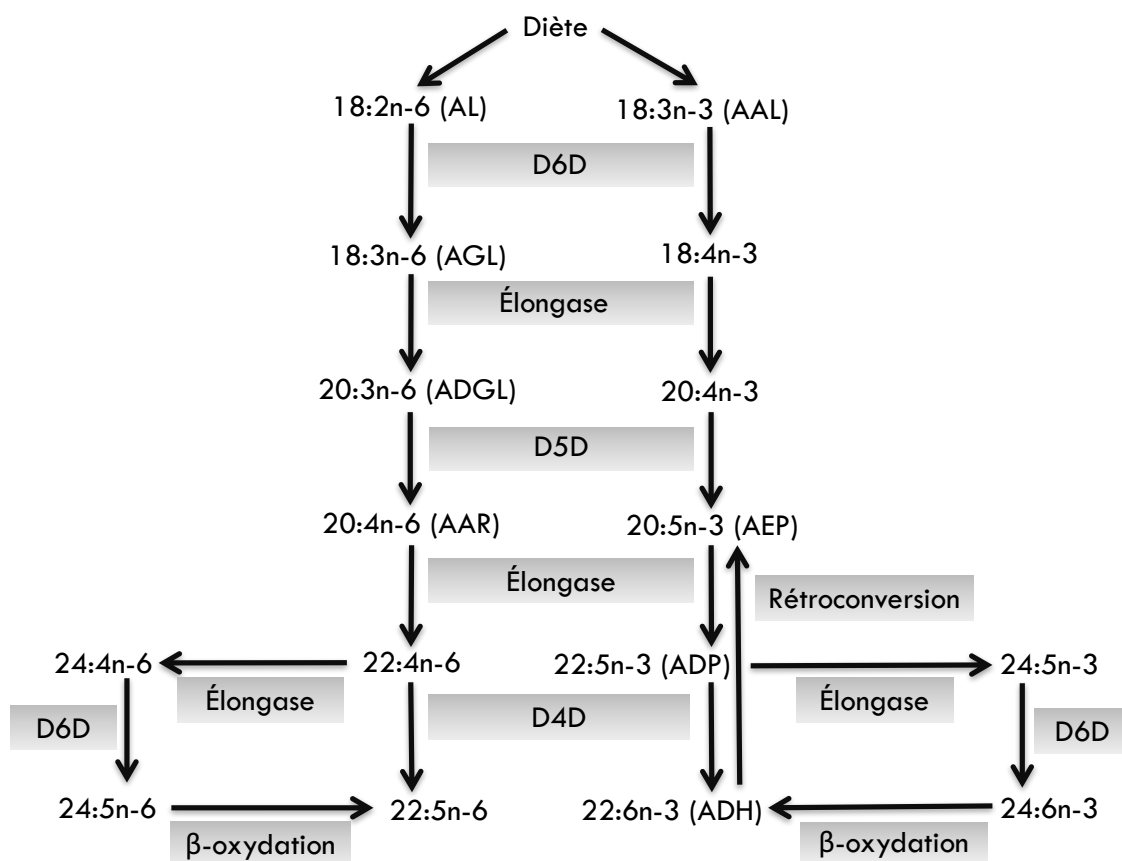 Diète
18:2n-6 (AL)
18:3n-3 (AAL)
D6D
18:3n-6 (AGL)
18:4n-3
Élongase
20:3n-6 (ADGL)
20:4n-3
D5D
20:4n-6 (AAR)
20:5n-3 (AEP)
Élongase
Rétroconversion
24:4n-6
22:4n-6
22:5n-3 (ADP)
24:5n-3
Élongase
Élongase
D6D
D4D
D6D
24:5n-6
22:5n-6
22:6n-3 (ADH)
24:6n-3
β-oxydation
β-oxydation